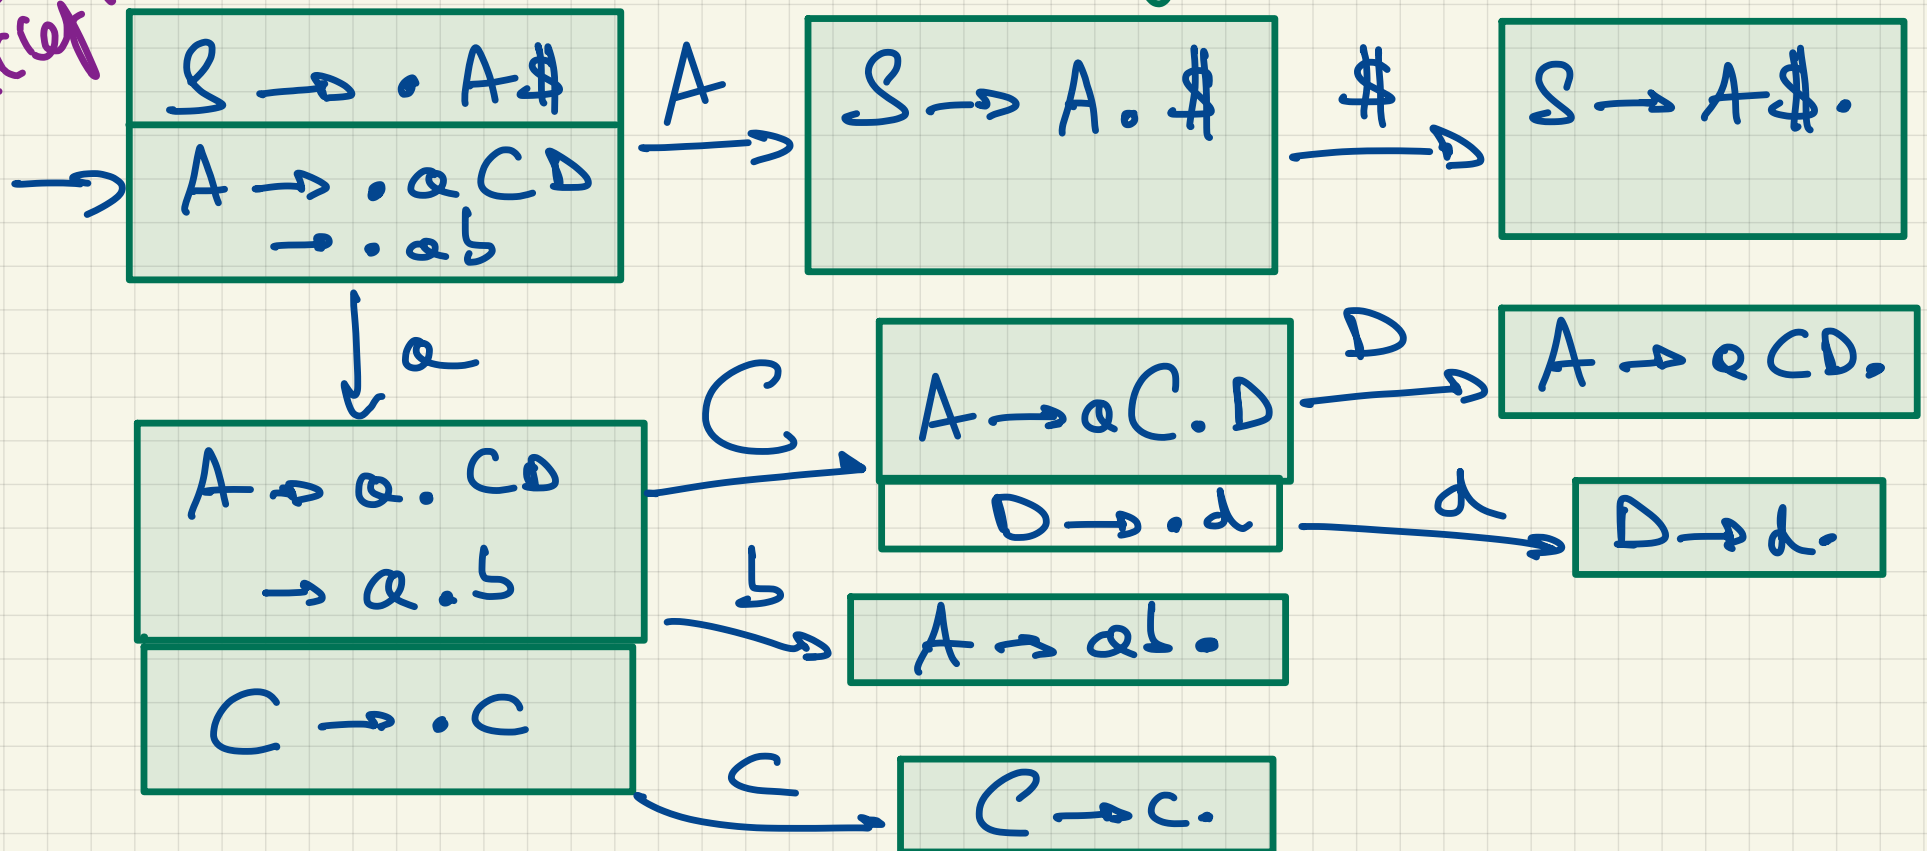 S → . A$
A
S → A . $
$
S → A$.
A → . aCD
→ . ab
a
C
A → aC . D
D
A → aCD.
A → a . CD
→ a . b
D → . d
d
D → d.
b
A → ab .
C → . c
c
C → c .